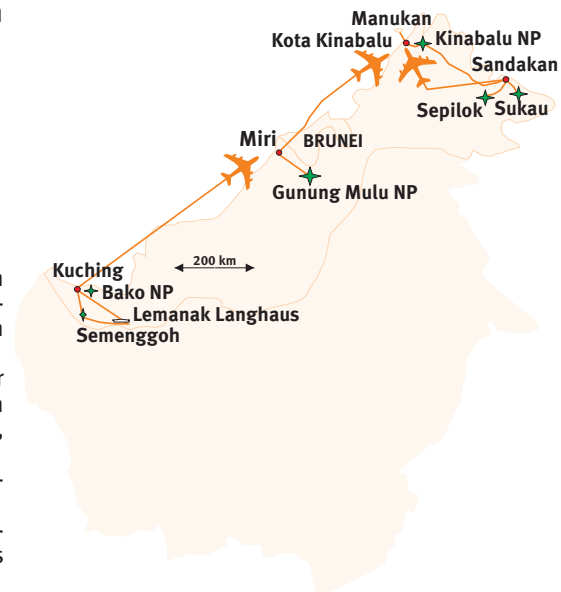 Manukan
Kota Kinabalu
Kinabalu NP
Sandakan
Sepilok
Sukau
Miri
BRUNEI
Gunung Mulu NP
200 km
Kuching
Bako NP
Lemanak Langhaus
Semenggoh